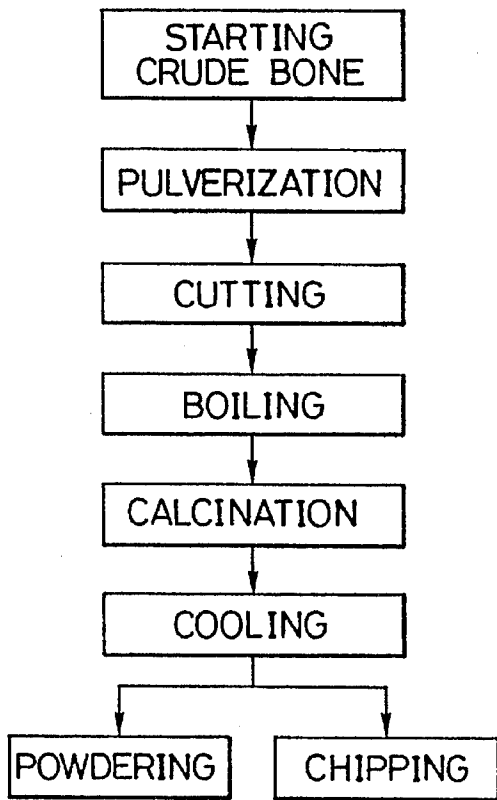 STARTING
CRUDE BONE
PULVERIZATION
CUTTING
BOILING
CALCINATION
COOLING
POWDERING
CHIPPING